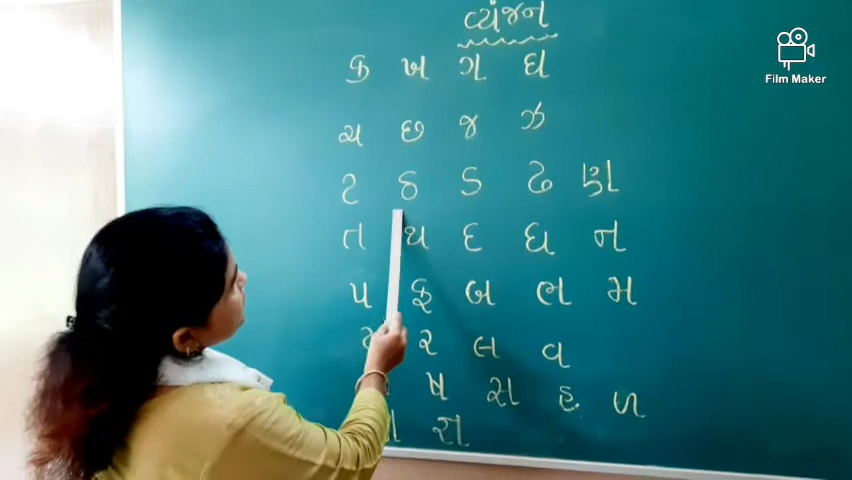 વ્યંજન
ક ખ ગ ઘ
ચ છ જ ઝ
ટ ઠ ડ ઢ ણ
ત થ દ ધ ન
પ ફ બ ભ મ
ય ર લ વ
ષ સ હ ળ
જ્ઞ
Film Maker